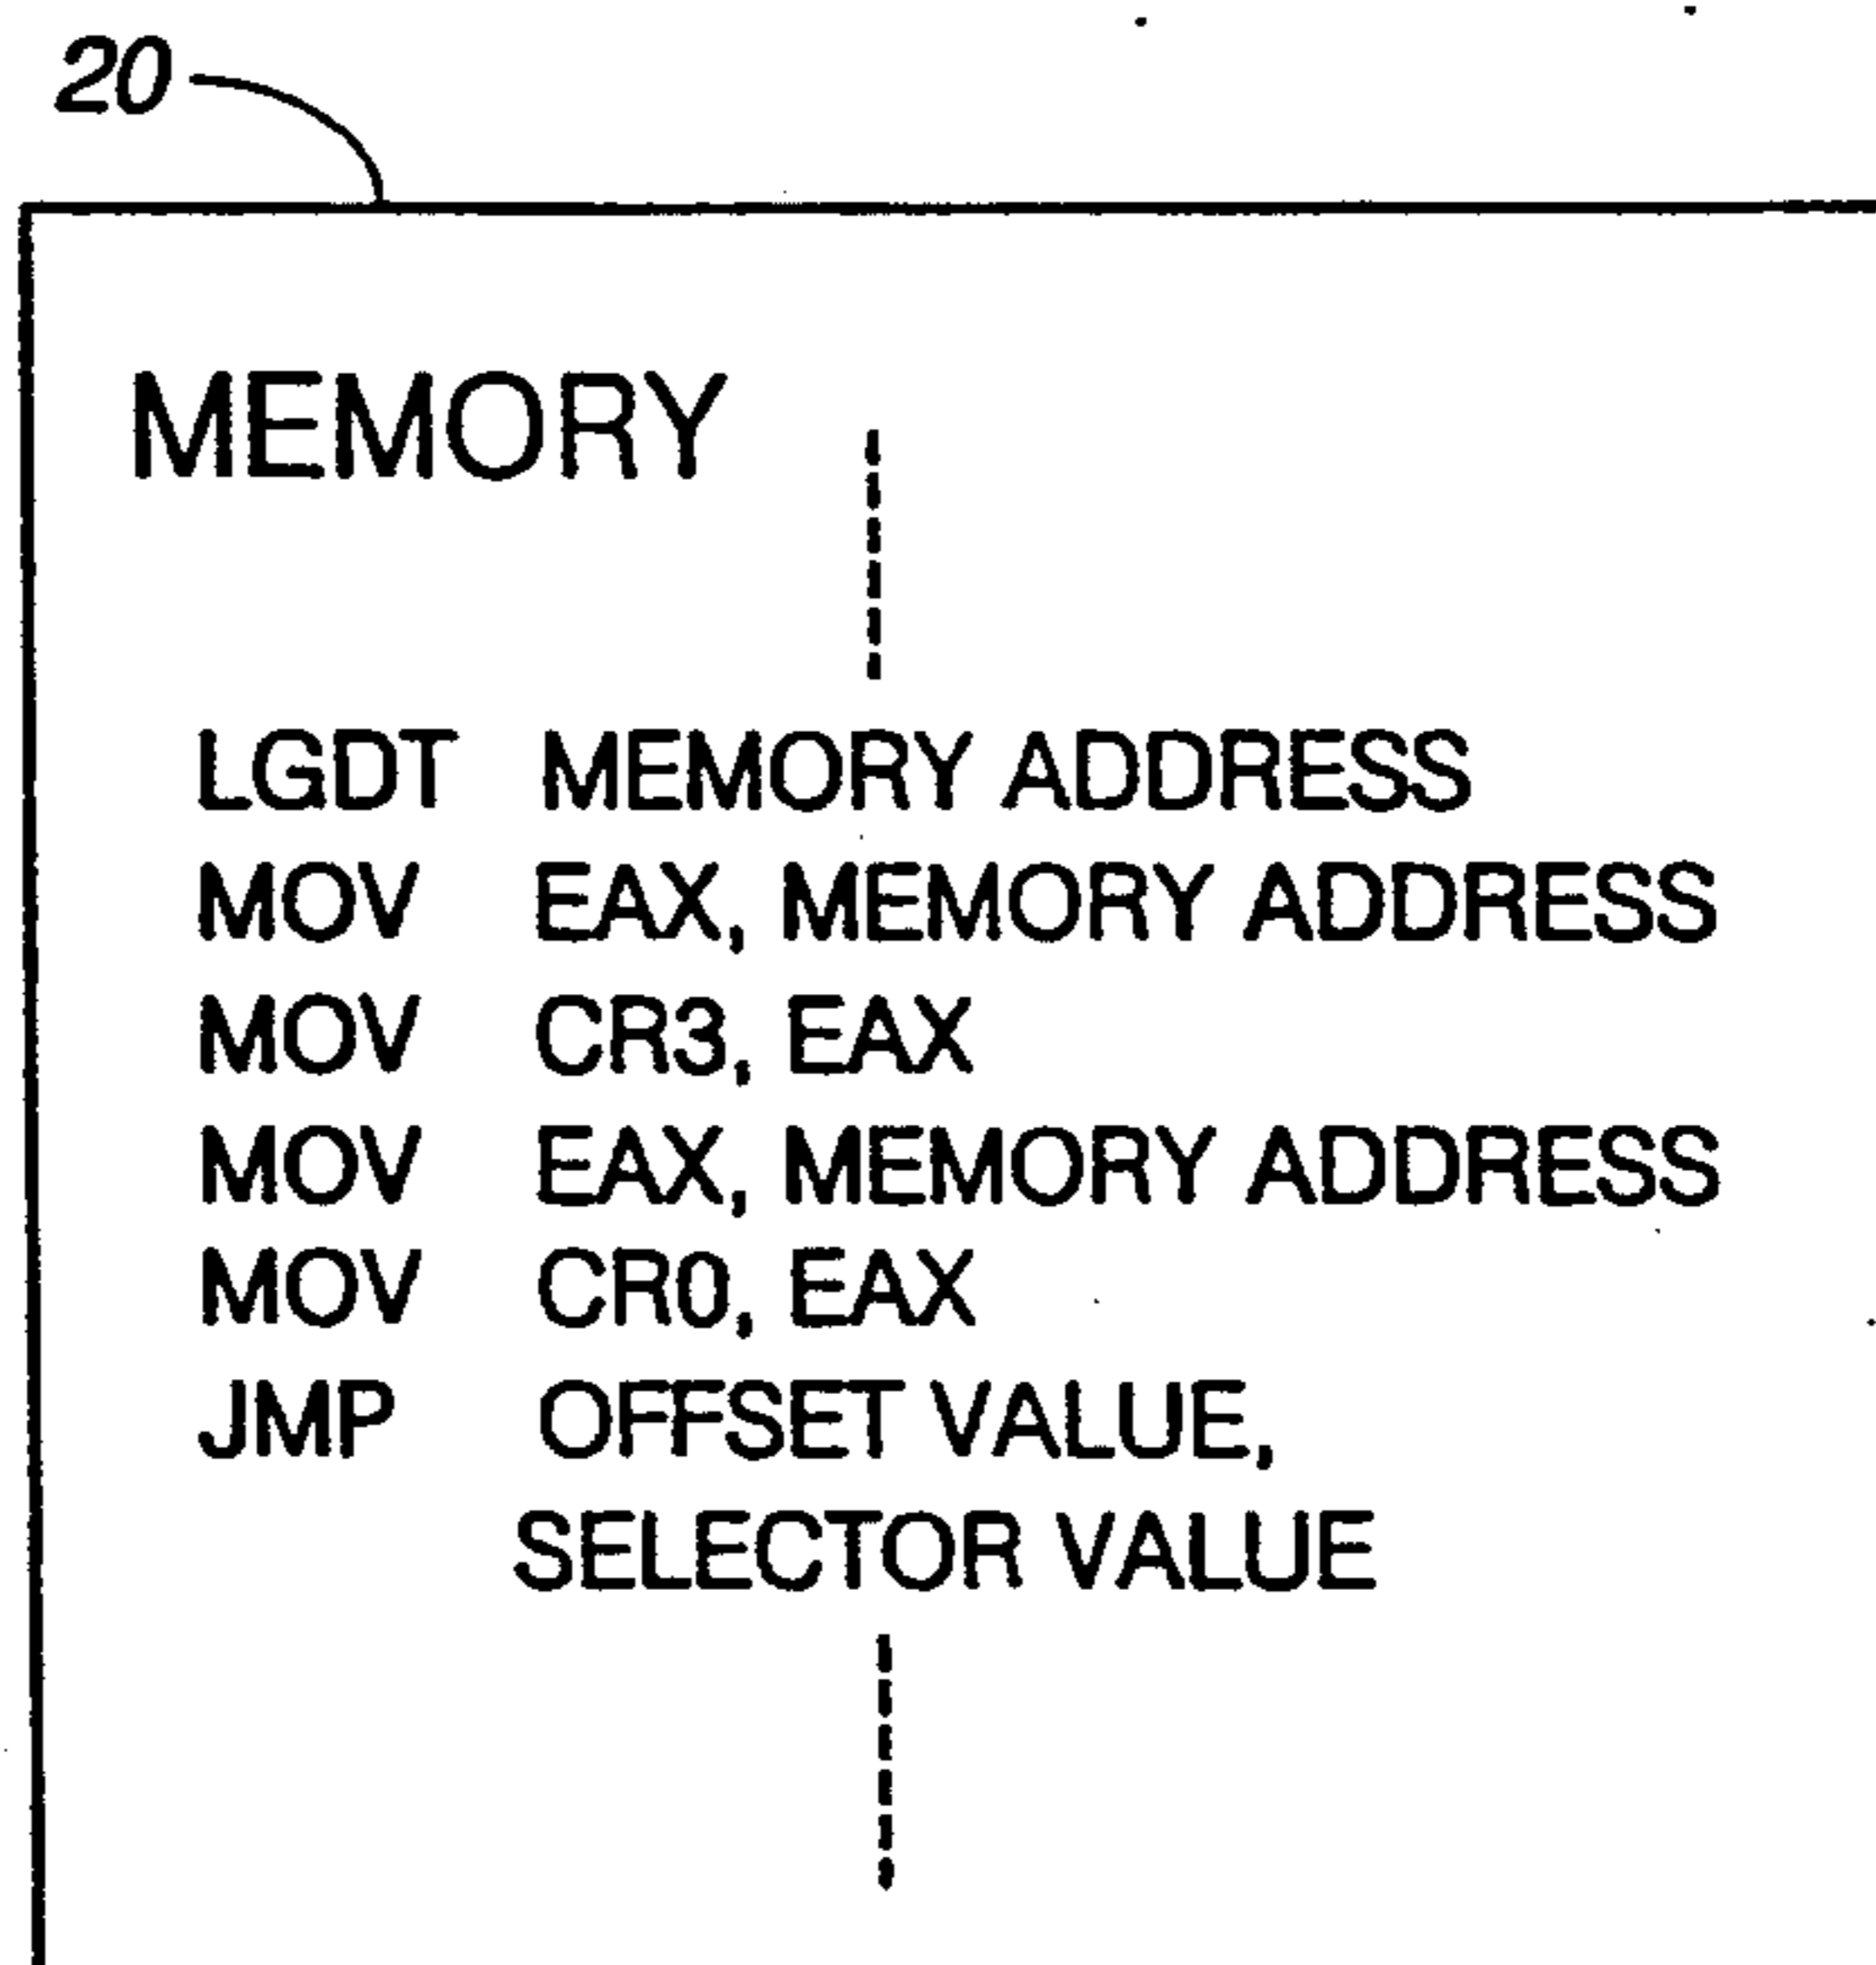 20
MEMORY
LGDT MEMORY ADDRESS
MOV EAX, MEMORY ADDRESS
MOV CR3, EAX
MOV EAX, MEMORY ADDRESS
MOV CR0, EAX
JMP OFFSET VALUE,
SELECTOR VALUE